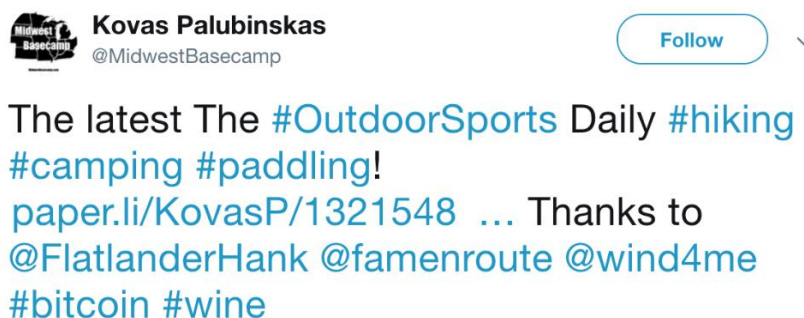 Midwest
Basecamp
Kovas Palubinskas
@MidwestBasecamp
Follow
The latest The #OutdoorSports Daily #hiking
#camping #paddling!
paper.li/KovasP/1321548 … Thanks to
@FlatlanderHank @famenroute @wind4me
#bitcoin #wine